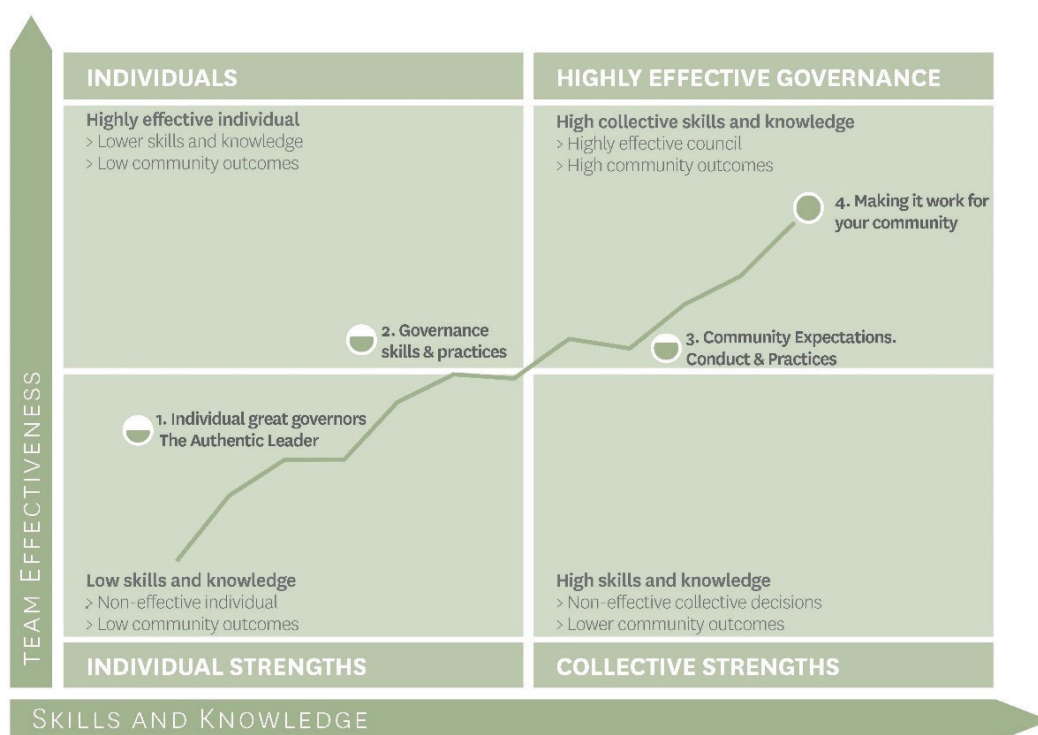 INDIVIDUALS
Highly effective individual
> Lower skills and knowledge
> Low community outcomes
HIGHLY EFFECTIVE GOVERNANCE
High collective skills and knowledge
> Highly effective council
> High community outcomes
4. Making it work for
your community
2. Governance
skills & practices
3. Community Expectations.
Conduct & Practices
1. Individual great governors
The Authentic Leader
Low skills and knowledge
> Non-effective individual
> Low community outcomes
INDIVIDUAL STRENGTHS
High skills and knowledge
> Non-effective collective decisions
> Lower community outcomes
COLLECTIVE STRENGTHS
TEAM EFFECTIVENESS
SKILLS AND KNOWLEDGE